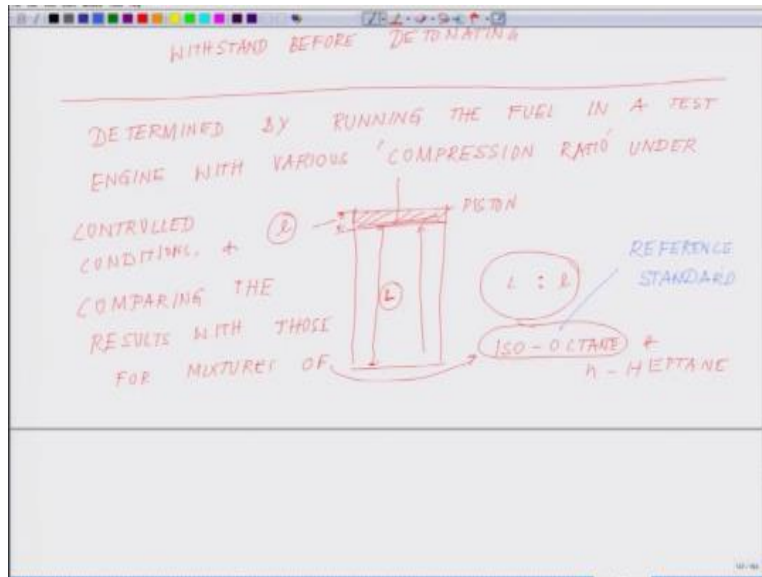 WITHSTAND BEFORE DETONATING
DETERMINED BY RUNNING THE FUEL IN A TEST
ENGINE WITH VARIOUS 'COMPRESSION RATIO UNDER
CONTROLLED
CONDITIONS, +
COMPARING THE
RESULTS WITH THOSE
FOR MIXTURES OF
l
PISTON
L
L : l
REFERENCE
STANDARD
ISO-OCTANE +
n-HEPTANE